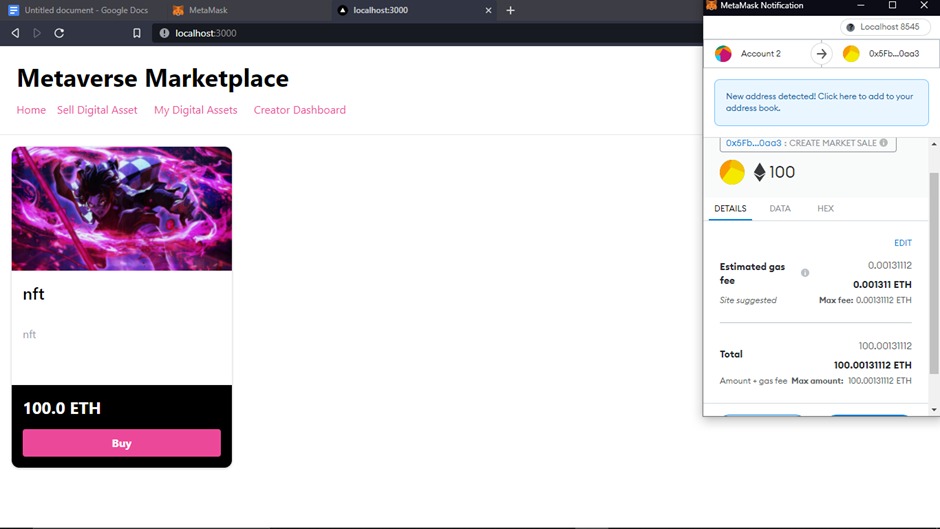 Untitled document - Google Docs
MetaMask
localhost:3000
localhost:3000
Metaverse Marketplace
Home Sell Digital Asset My Digital Assets Creator Dashboard
nft
nft
100.0 ETH
Buy
MetaMask Notification
Localhost 8545
Account 2
0x5Fb...0aa3
New address detected! Click here to add to your
address book.
0x5Fb...0aa3 : CREATE MARKET SALE
100
DETAILS DATA HEX
EDIT
Estimated gas
fee
0.00131112
0.001311 ETH
Site suggested
Max fee: 0.00131112 ETH
100.00131112
Total
100.00131112 ETH
Amount + gas fee Max amount: 100.00131112 ETH